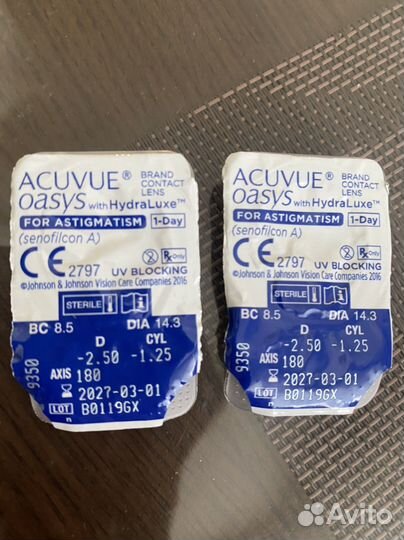 ACUVUE® BRAND CONTACT LENS
oasys with HydraLuxe™
FOR ASTIGMATISM 1-Day
(senofilcon A) Rx Only
CE 2797 UV BLOCKING
©Johnson & Johnson Vision Care Companies 2016
STERILE
BC 8.5 DIA 14.3
D CYL
-2.50 -1.25
AXIS 180
2027-03-01
LOT B0119GX
9350
ACUVUE® BRAND CONTACT LENS
oasys with HydraLuxe™
FOR ASTIGMATISM 1-Day
(senofilcon A) Rx Only
CE 2797 UV BLOCKING
©Johnson & Johnson Vision Care Companies 2016
STERILE
BC 8.5 DIA 14.3
D CYL
-2.50 -1.25
AXIS 180
2027-03-01
LOT B0119GX
9350
Avito